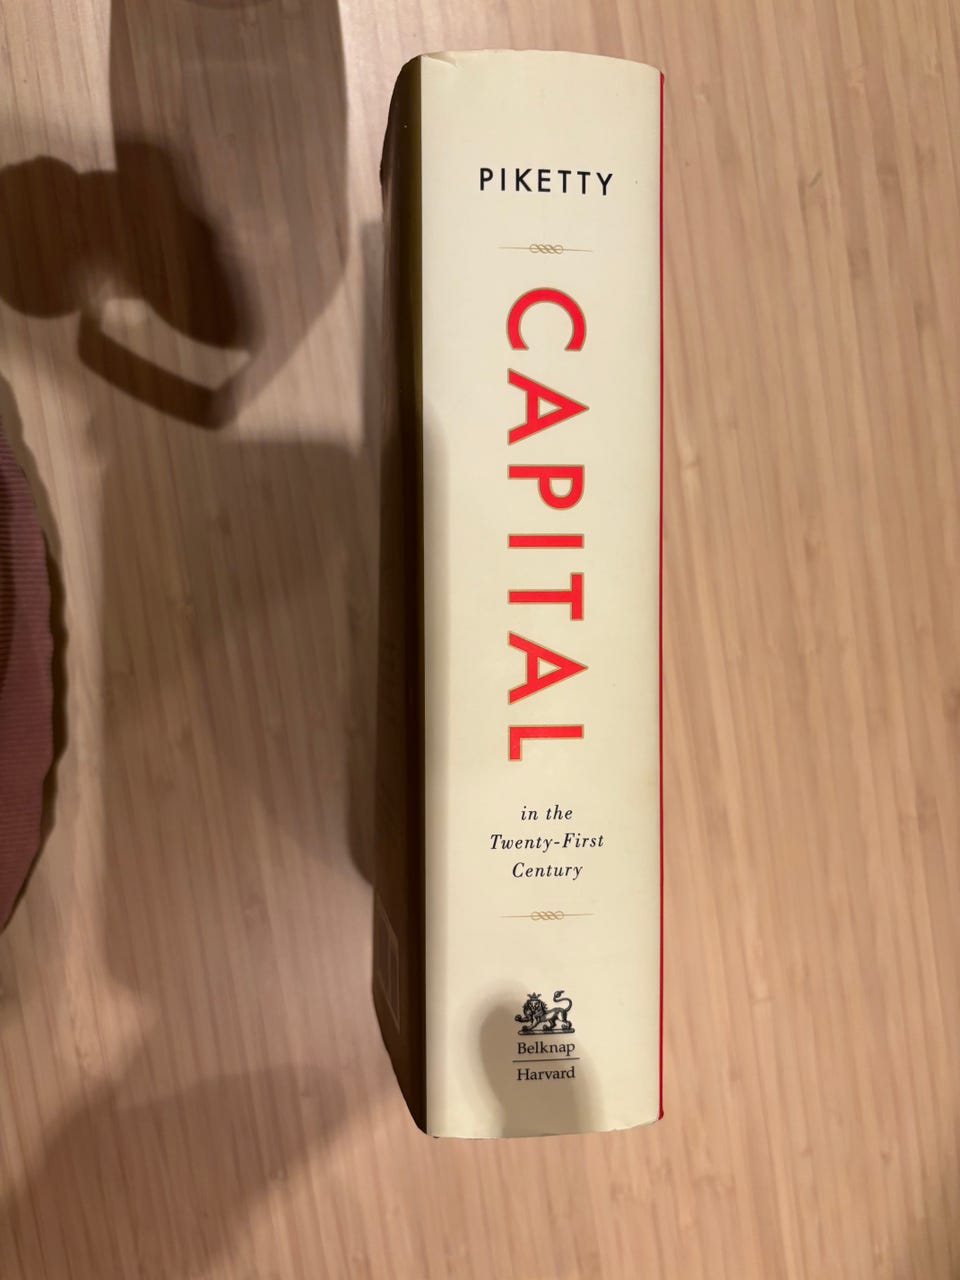 PIKETTY
CAPITAL
in the
Twenty-First
Century
Belknap
Harvard